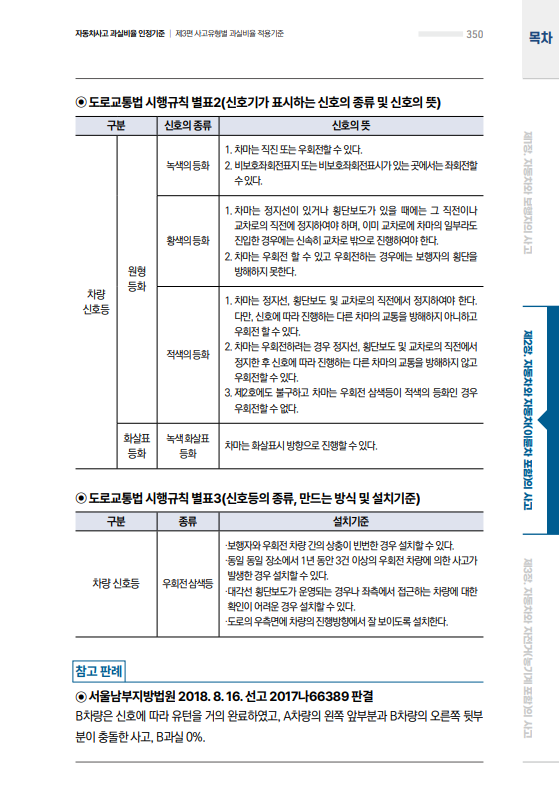 자동차사고 과실비율 인정기준 | 제3편 사고유형별 과실비율 적용기준
350
목차
◉ 도로교통법 시행규칙 별표2(신호기가 표시하는 신호의 종류 및 신호의 뜻)
구분 신호의 종류 신호의 뜻
차량
신호등
원형
등화
녹색의 등화
1. 차마는 직진 또는 우회전할 수 있다.
2. 비보호좌회전표지 또는 비보호좌회전표시가 있는 곳에서는 좌회전할
수 있다.
황색의 등화
1. 차마는 정지선이 있거나 횡단보도가 있을 때에는 그 직전이나
교차로의 직전에 정지하여야 하며, 이미 교차로에 차마의 일부라도
진입한 경우에는 신속히 교차로 밖으로 진행하여야 한다.
2. 차마는 우회전 할 수 있고 우회전하는 경우에는 보행자의 횡단을
방해하지 못한다.
적색의 등화
1. 차마는 정지선, 횡단보도 및 교차로의 직전에서 정지하여야 한다.
다만, 신호에 따라 진행하는 다른 차마의 교통을 방해하지 아니하고
우회전 할 수 있다.
2. 차마는 우회전하려는 경우 정지선, 횡단보도 및 교차로의 직전에서
정지한 후 신호에 따라 진행하는 다른 차마의 교통을 방해하지 않고
우회전할 수 있다.
3. 제2호에도 불구하고 차마는 우회전 삼색등이 적색의 등화인 경우
우회전할 수 없다.
화살표
등화
녹색 화살표
등화
차마는 화살표시 방향으로 진행할 수 있다.
◉ 도로교통법 시행규칙 별표3(신호등의 종류, 만드는 방식 및 설치기준)
구분 종류 설치기준
차량 신호등
우회전 삼색등
·보행자와 우회전 차량 간의 상충이 빈번한 경우 설치할 수 있다.
·동일 동일 장소에서 1년 동안 3건 이상의 우회전 차량에 의한 사고가
발생한 경우 설치할 수 있다.
·대각선 횡단보도가 운영되는 경우나 좌측에서 접근하는 차량에 대한
확인이 어려운 경우 설치할 수 있다.
·도로의 우측면에 차량의 진행방향에서 잘 보이도록 설치한다.
참고 판례
◉ 서울남부지방법원 2018. 8. 16. 선고 2017나66389 판결
B차량은 신호에 따라 유턴을 거의 완료하였고, A차량의 왼쪽 앞부분과 B차량의 오른쪽 뒷부
분이 충돌한 사고, B과실 0%.
제1장. 자동차와 보행자의 사고
제2장. 자동차와 자동차(이륜차 포함)의 사고
제3장. 자동차와 자전거(농기계 포함)의 사고